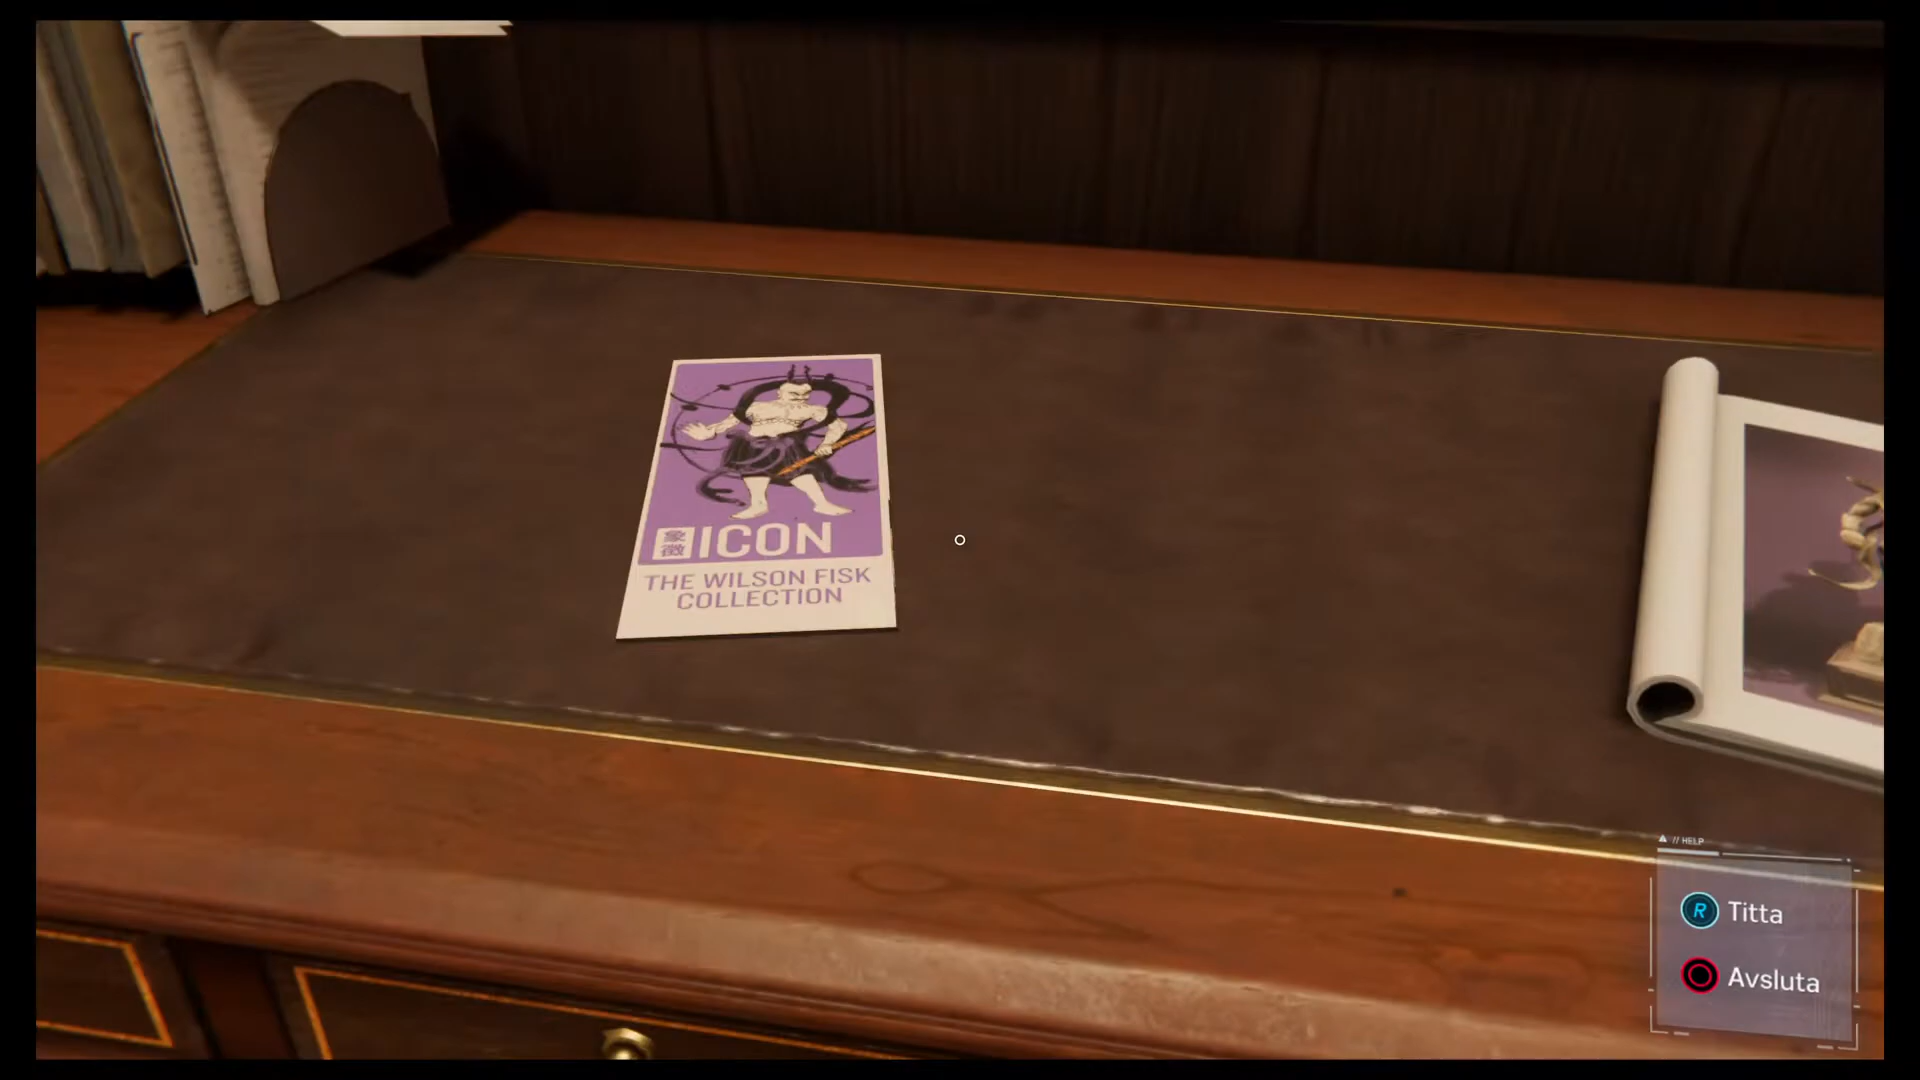 象徴
ICON
THE WILSON FISK
COLLECTION
// HELP
R Titta
Avsluta